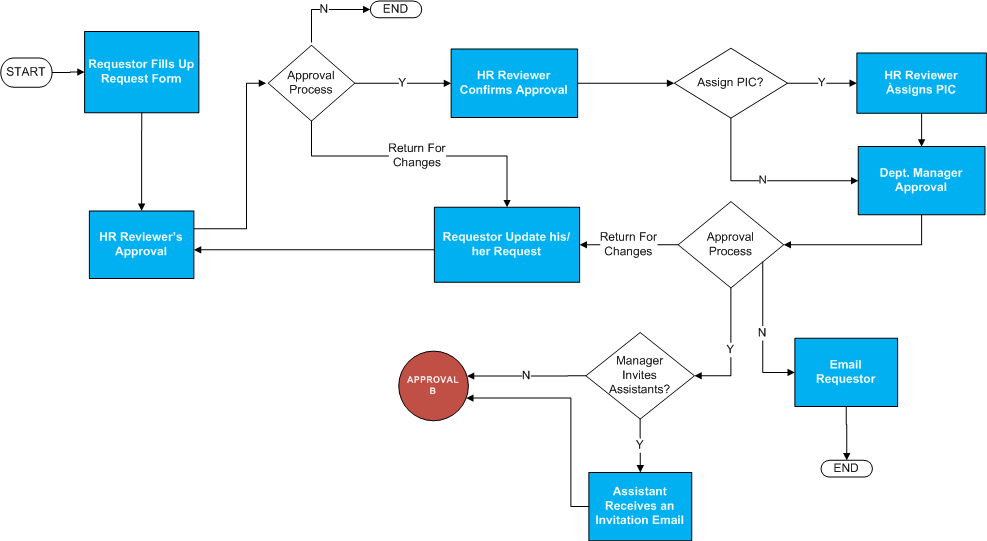 N
END
START
Requestor Fills Up
Request Form
Approval
Process
Y
HR Reviewer
Confirms Approval
Assign PIC?
Y
HR Reviewer
Assigns PIC
Return For
Changes
N
Dept. Manager
Approval
HR Reviewer's
Approval
Requestor Update his/
her Request
Return For
Changes
Approval
Process
N
Y
Manager
Invites
Assistants?
N
APPROVAL
B
Email
Requestor
Y
END
Assistant
Receives an
Invitation Email